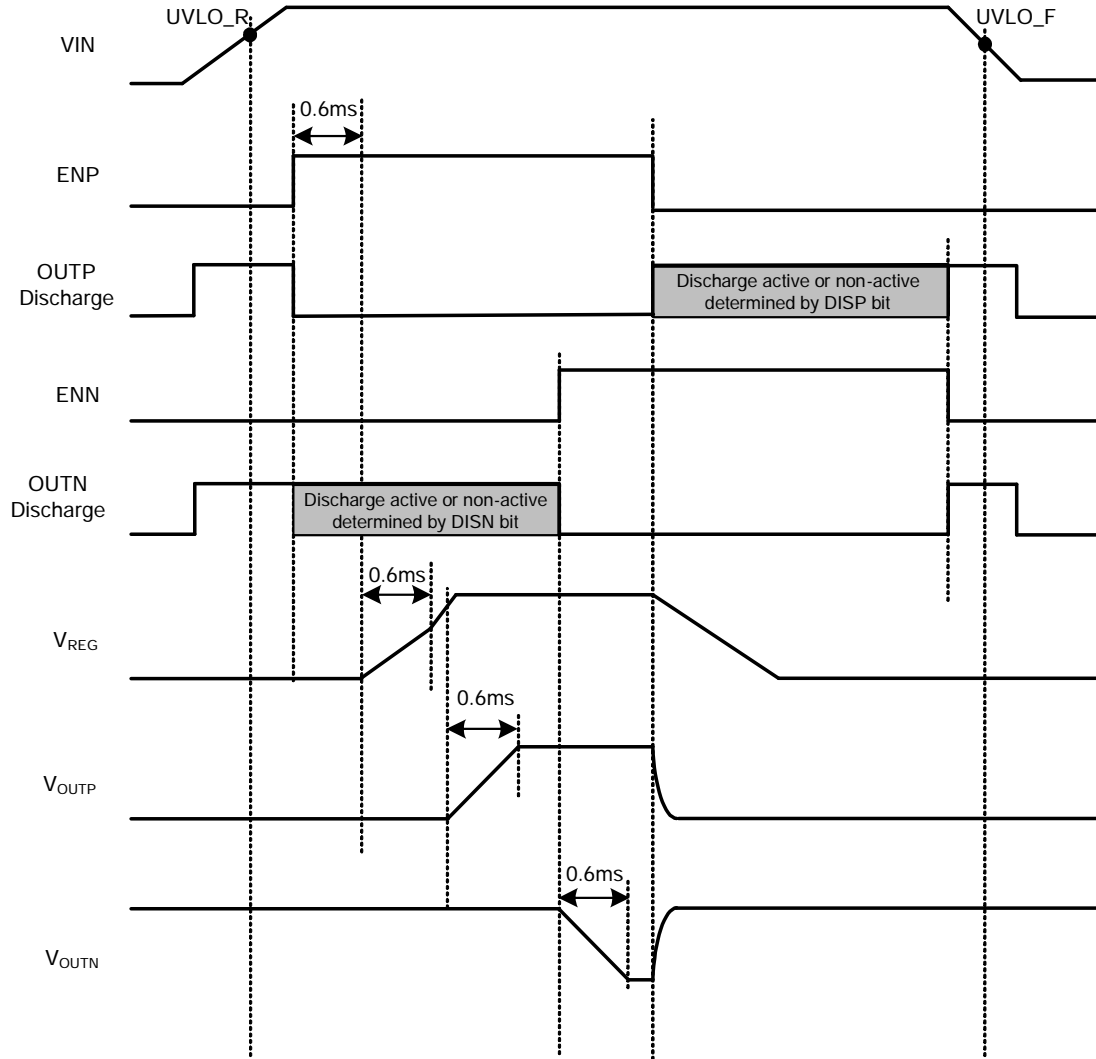 UVLO_R
UVLO_F
VIN
0.6ms
ENP
OUTP
Discharge
Discharge active or non-active
determined by DISP bit
ENN
OUTN
Discharge
Discharge active or non-active
determined by DISN bit
0.6ms
VREG
0.6ms
VOUTP
0.6ms
VOUTN